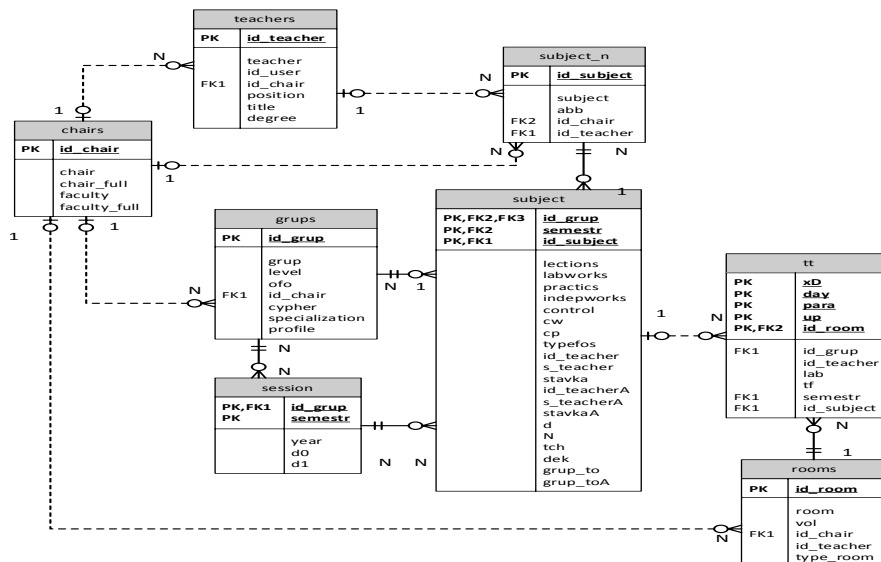 teachers
PK id_teacher
teacher
id_user
FK1 id_chair
position
title
degree
subject_n
PK id_subject
subject
abb
FK2 id_chair
FK1 id_teacher
chairs
PK id_chair
chair
chair_full
faculty
faculty_full
grups
PK id_grup
grup
level
ofo
FK1 id_chair
cypher
specialization
profile
session
PK,FK1 id_grup
PK semestr
year
d0
d1
subject
PK,FK2,FK3 id_grup
PK,FK2 semestr
PK,FK1 id_subject
lections
labworks
practics
indepworks
control
cw
cp
typefos
id_teacher
s_teacher
stavka
id_teacherA
s_teacherA
stavkaA
d
N
tch
dek
grup_to
grup_toA
tt
PK xD
PK day
PK para
PK up
PK,FK2 id_room
FK1 id_grup
id_teacher
lab
tf
FK1 semestr
FK1 id_subject
rooms
PK id_room
room
vol
FK1 id_chair
id_teacher
type_room
N
1
1
N
1
N
N
1
1
1
N
N
1
N
N
N
N
1
N
N
1
N